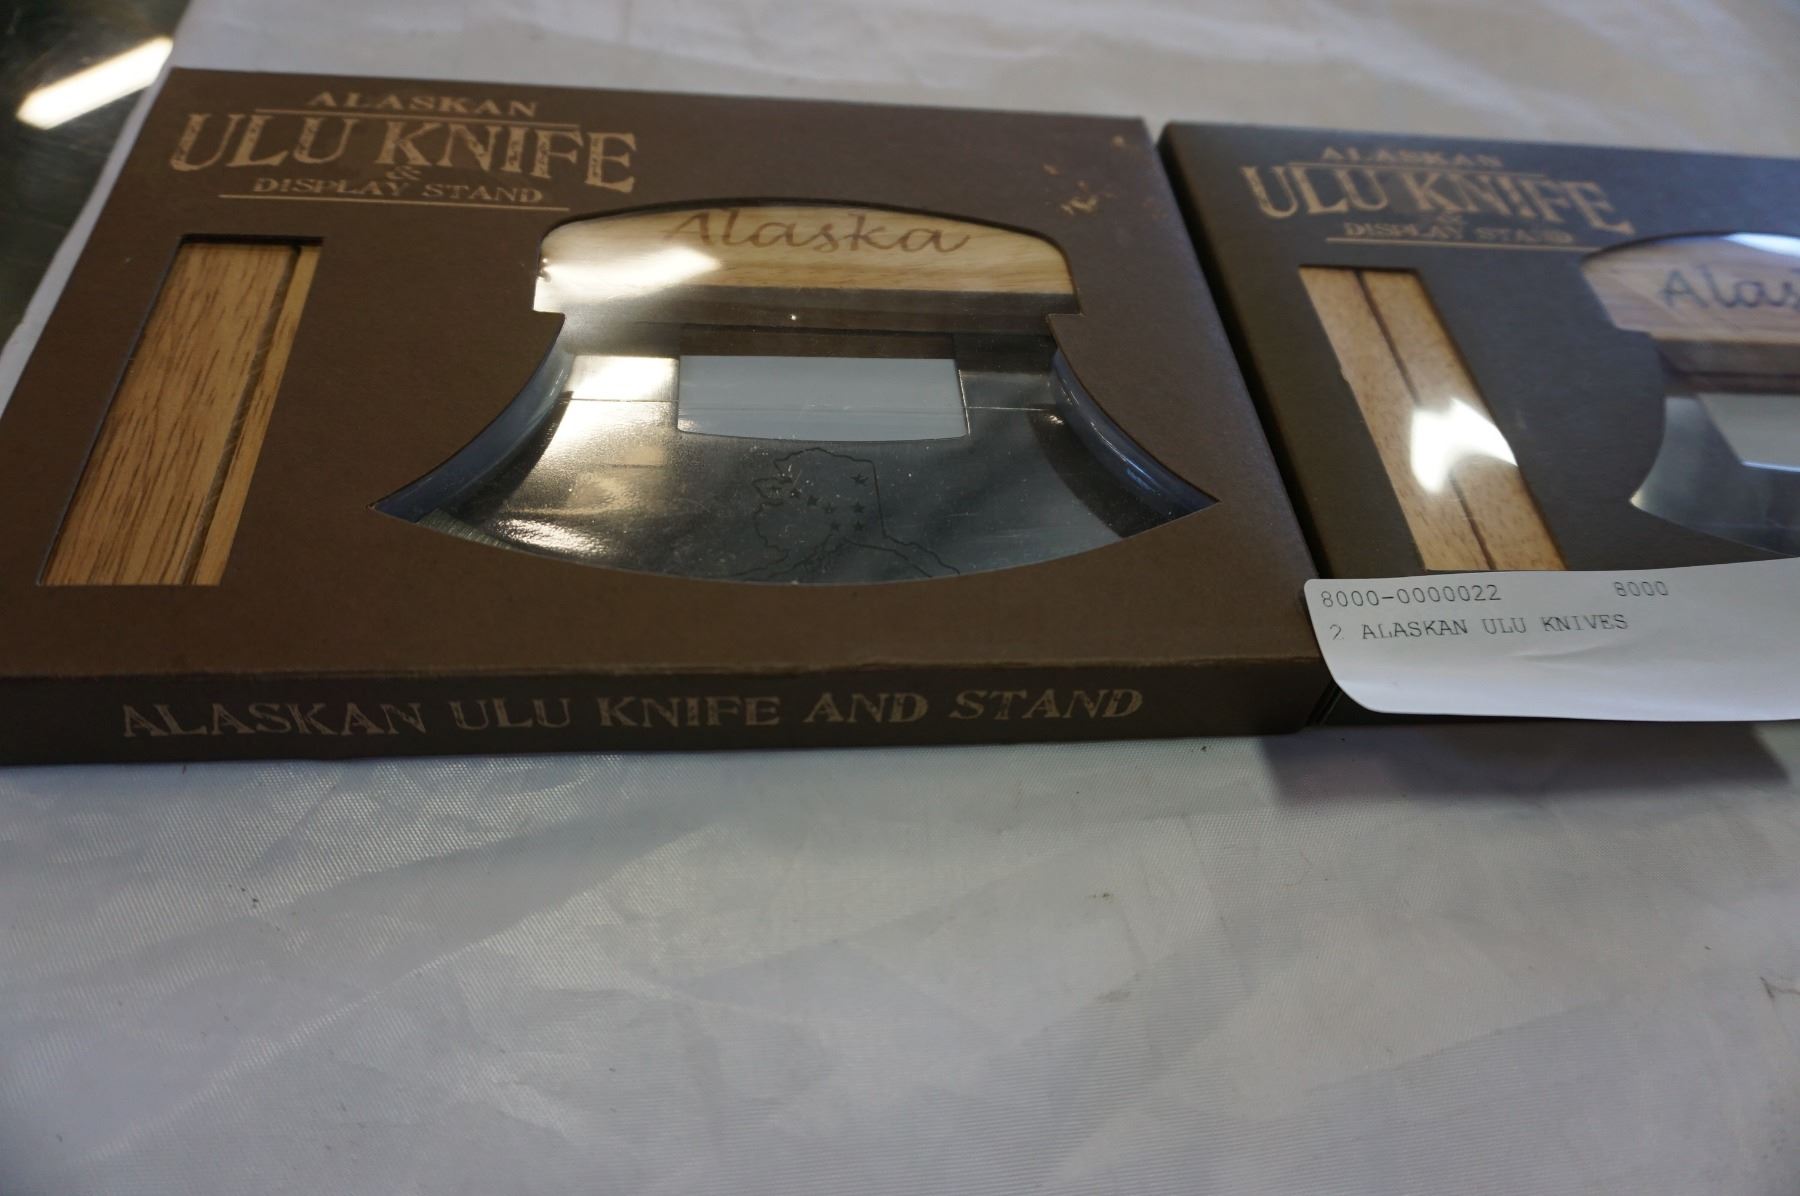 ALASKAN
ULU KNIFE
&
DISPLAY STAND
Alaska
ALASKAN ULU KNIFE AND STAND
ALASKAN
ULU KNIFE
&
DISPLAY STAND
Alas
8000-0000022 8000
2 ALASKAN ULU KNIVES